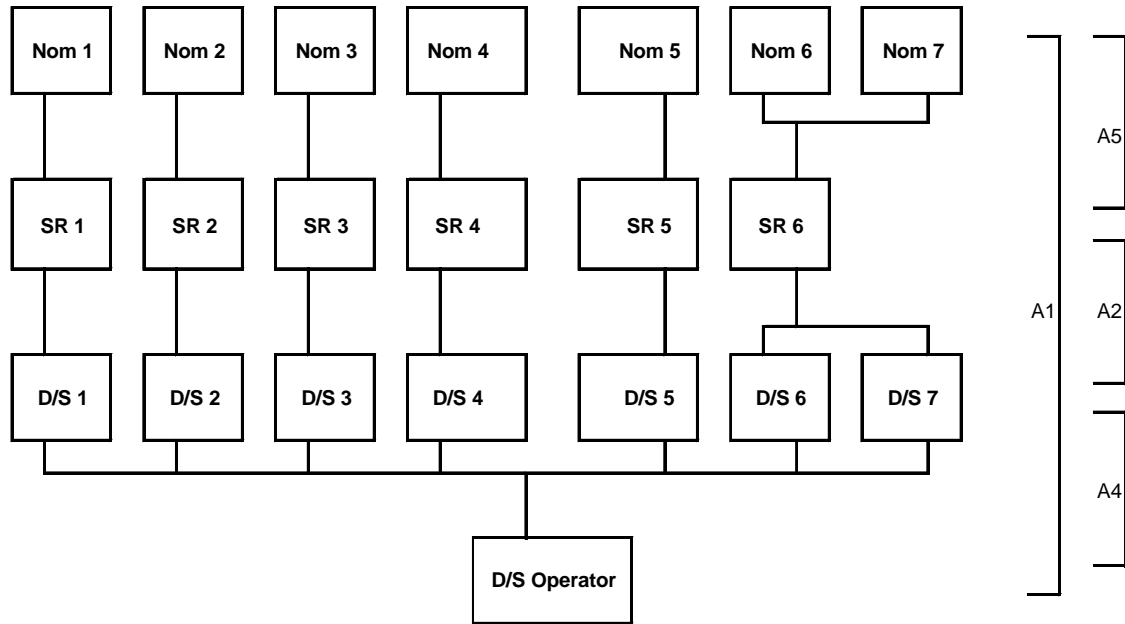 Nom 1 Nom 2 Nom 3 Nom 4 Nom 5 Nom 6 Nom 7
A5
SR 1 SR 2 SR 3 SR 4 SR 5 SR 6
A1 A2
D/S 1 D/S 2 D/S 3 D/S 4 D/S 5 D/S 6 D/S 7
A4
D/S Operator